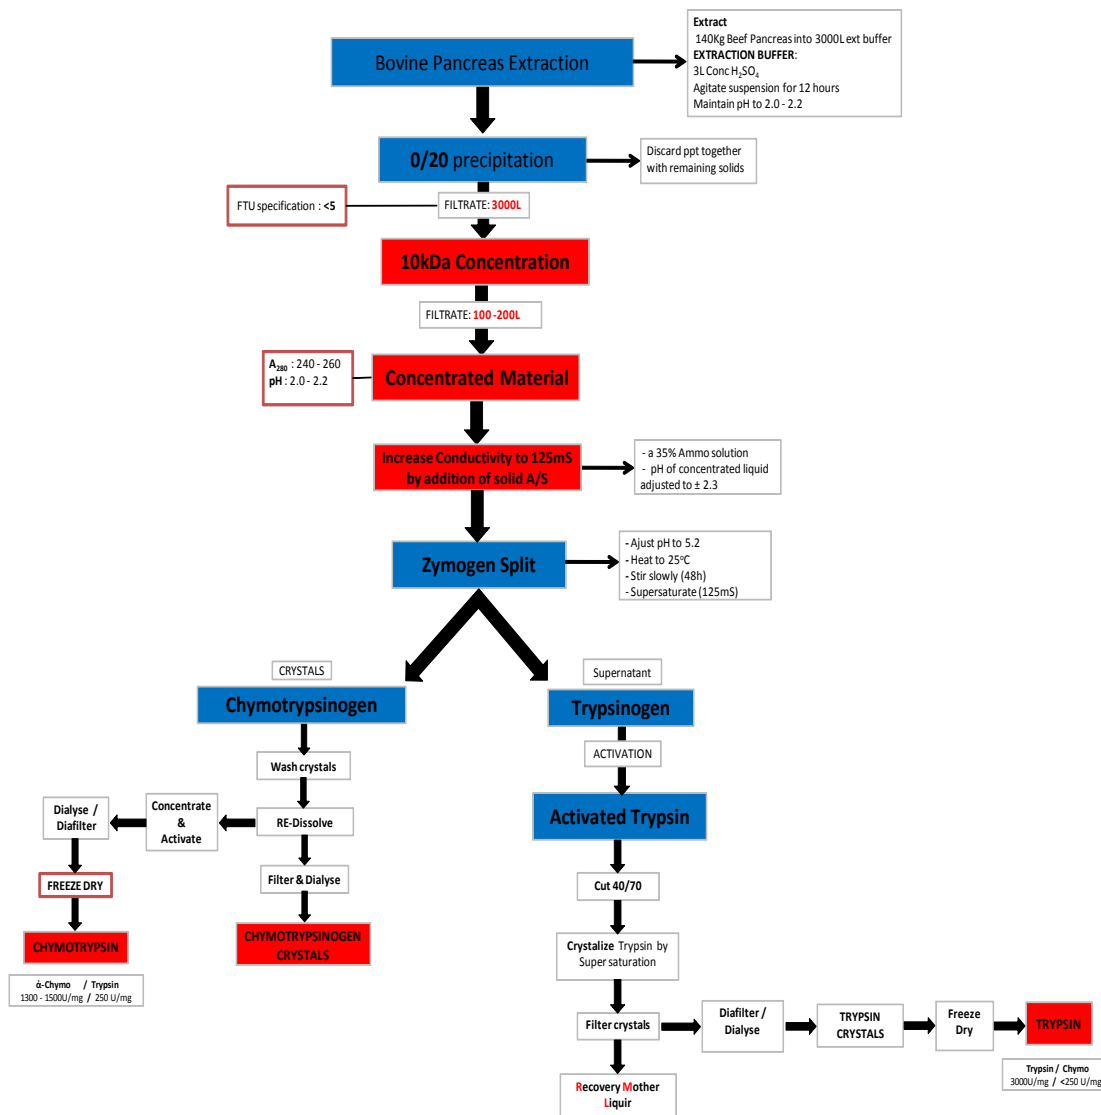 Bovine Pancreas Extraction
Extract
140Kg Beef Pancreas into 3000L ext buffer
EXTRACTION BUFFER:
3L Conc H₂SO₄
Agitate suspension for 12 hours
Maintain pH to 2.0 - 2.2
0/20 precipitation
Discard ppt together
with remaining solids
FTU specification : <5
FILTRATE: 3000L
10kDa Concentration
FILTRATE: 100 -200L
A₂₈₀ : 240 - 260
pH : 2.0 - 2.2
Concentrated Material
Increase Conductivity to 125mS
by addition of solid A/S
- a 35% Ammo solution
- pH of concentrated liquid
adjusted to ± 2.3
Zymogen Split
- Ajust pH to 5.2
- Heat to 25°C
- Stir slowly (48h)
- Supersaturate (125mS)
CRYSTALS
Chymotrypsinogen
Wash crystals
RE-Dissolve
Concentrate
&
Activate
Dialyse /
Diafilter
FREEZE DRY
CHYMOTRYPSIN
ά-Chymo / Trypsin
1300 - 1500U/mg / 250 U/mg
Filter & Dialyse
CHYMOTRYPSINOGEN
CRYSTALS
Supernatant
Trypsinogen
ACTIVATION
Activated Trypsin
Cut 40/70
Crystalize Trypsin by
Super saturation
Filter crystals
Diafilter /
Dialyse
TRYPSIN
CRYSTALS
Freeze
Dry
TRYPSIN
Trypsin / Chymo
3000U/mg / <250 U/mg
Recovery Mother
Liquir